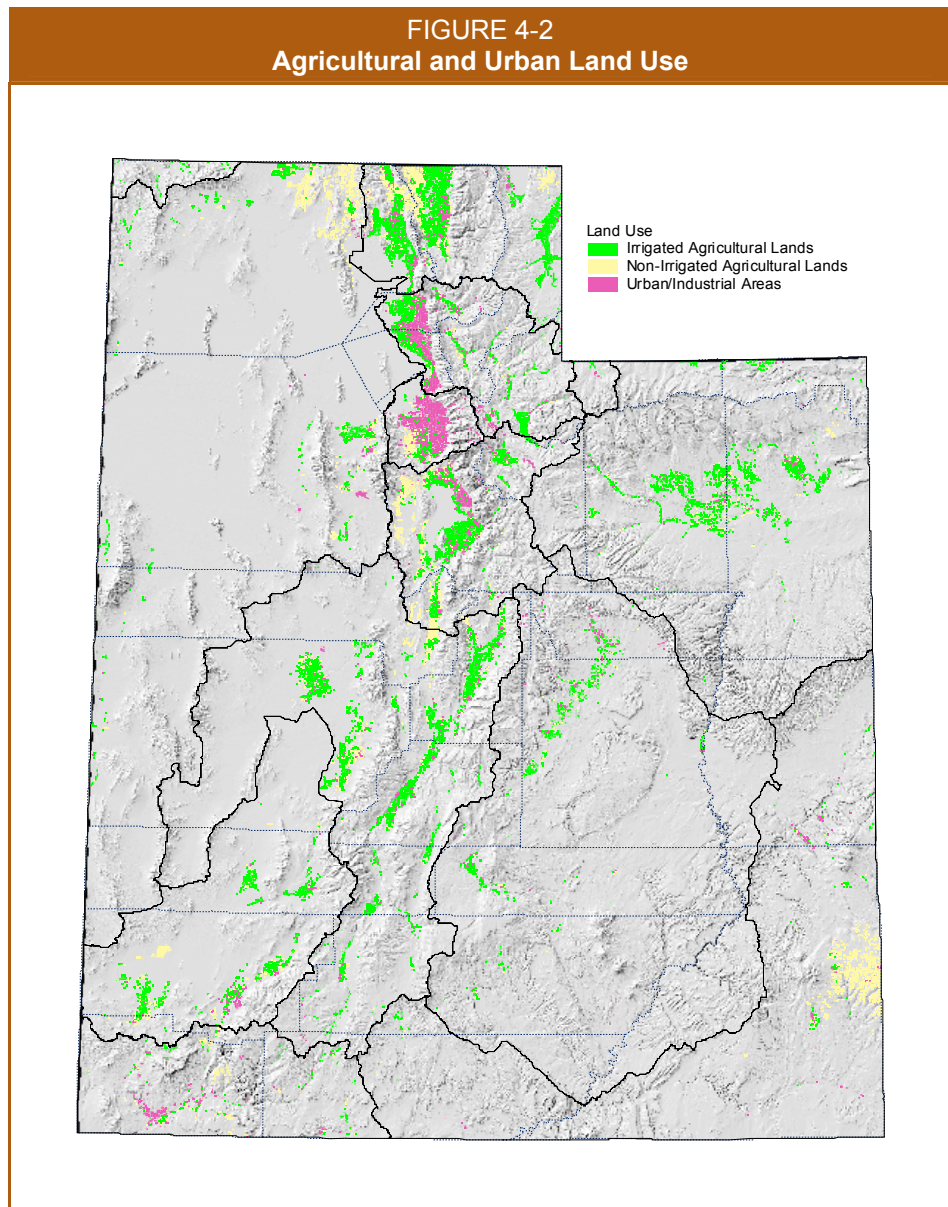 FIGURE 4-2
Agricultural and Urban Land Use
Land Use
Irrigated Agricultural Lands
Non-Irrigated Agricultural Lands
Urban/Industrial Areas